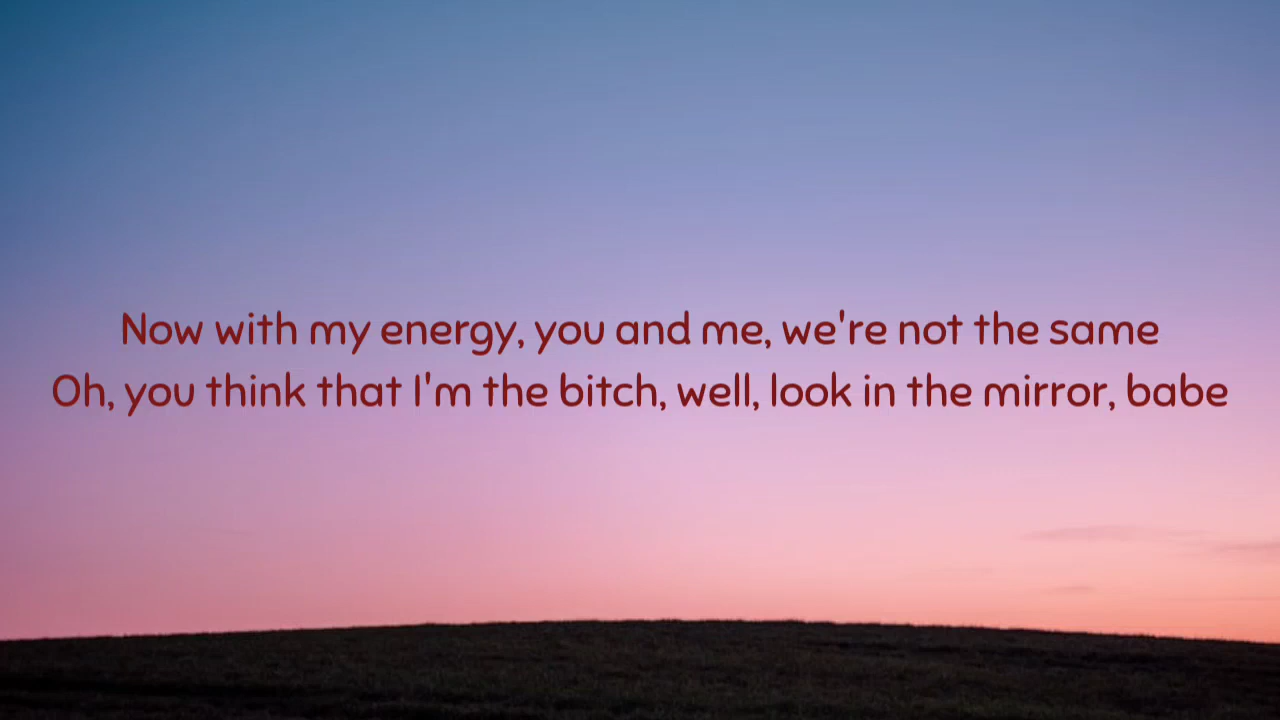 Now with my energy, you and me, we're not the same
Oh, you think that I'm the bitch, well, look in the mirror, babe